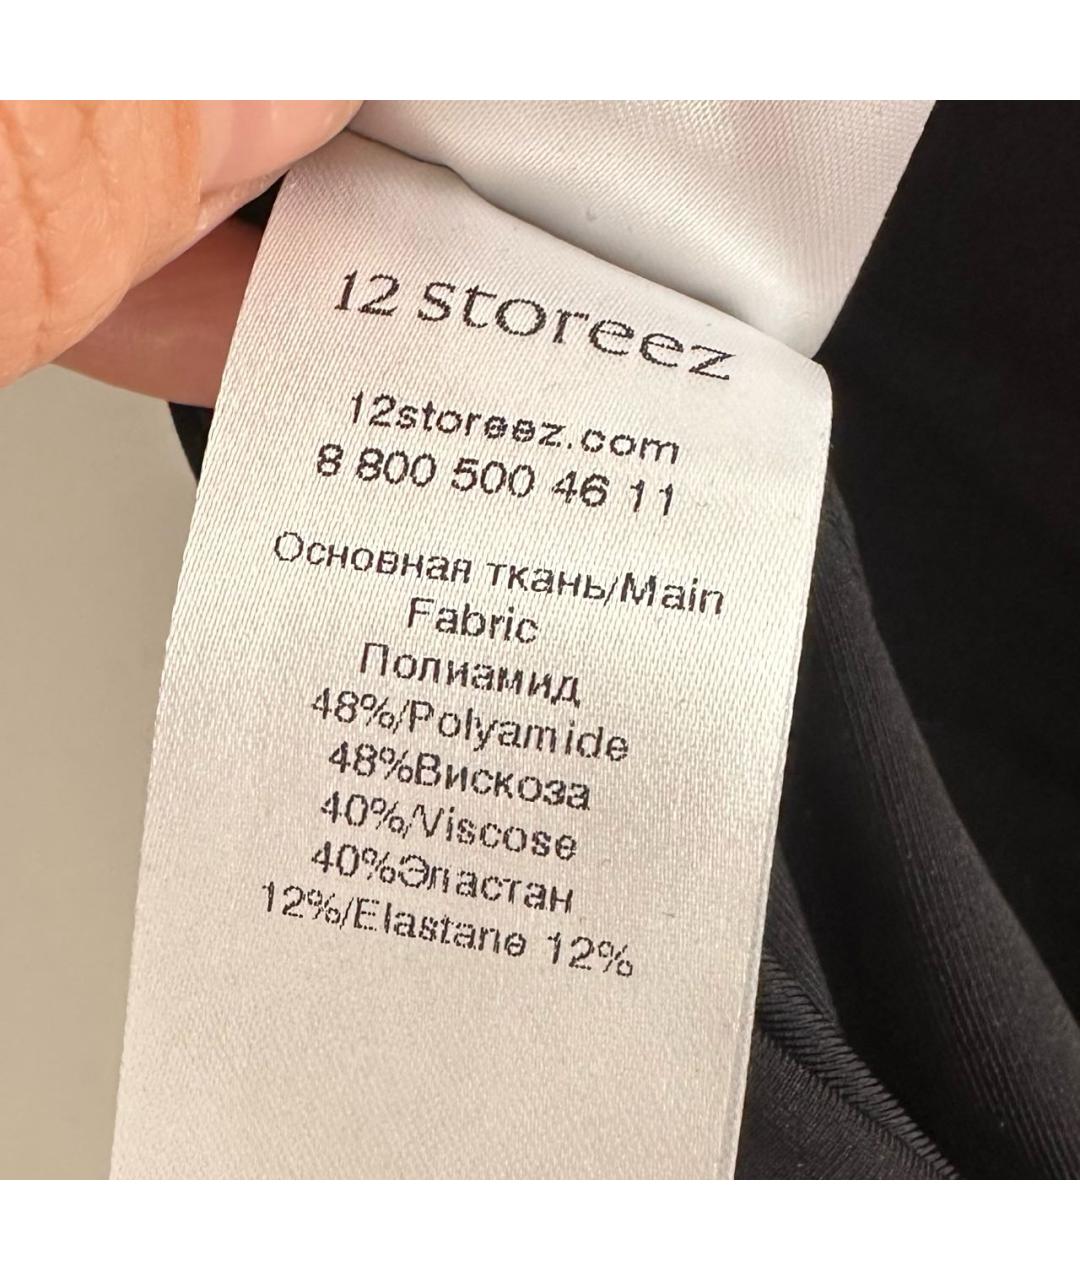 12 storeez
12storeez.com
8 800 500 46 11
Основная ткань/Main
Fabric
Полиамид
48%/Polyamide
48%Вискоза
40%/Viscose
40%Эластан
12%/Elastane 12%